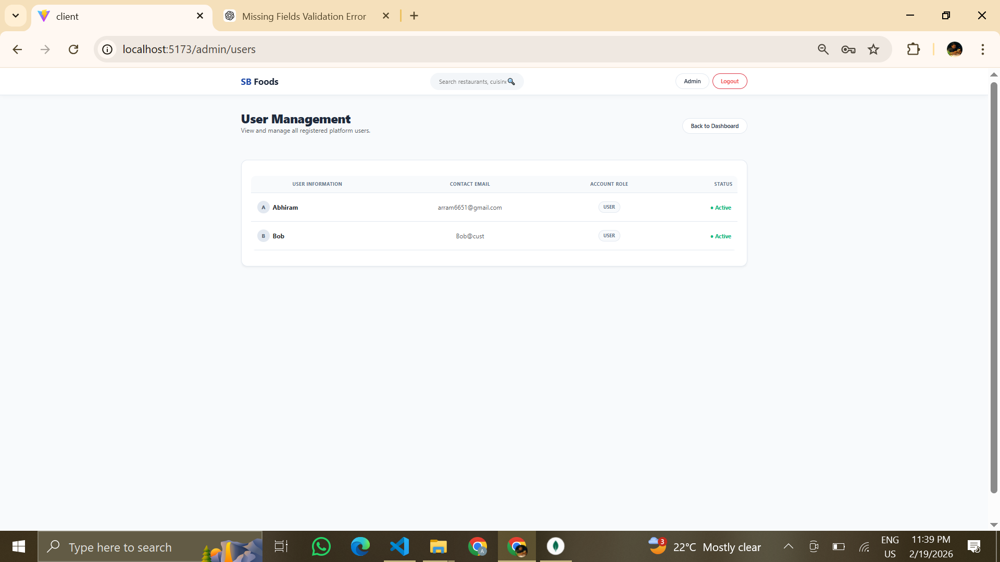 client
Missing Fields Validation Error
localhost:5173/admin/users
SB Foods
Search restaurants, cuisin
Admin
Logout
User Management
View and manage all registered platform users.
Back to Dashboard
USER INFORMATION CONTACT EMAIL ACCOUNT ROLE STATUS
A Abhiram arram6651@gmail.com USER • Active
B Bob Bob@cust USER • Active
Type here to search
A
3
22°C Mostly clear
ENG
US
11:39 PM
2/19/2026